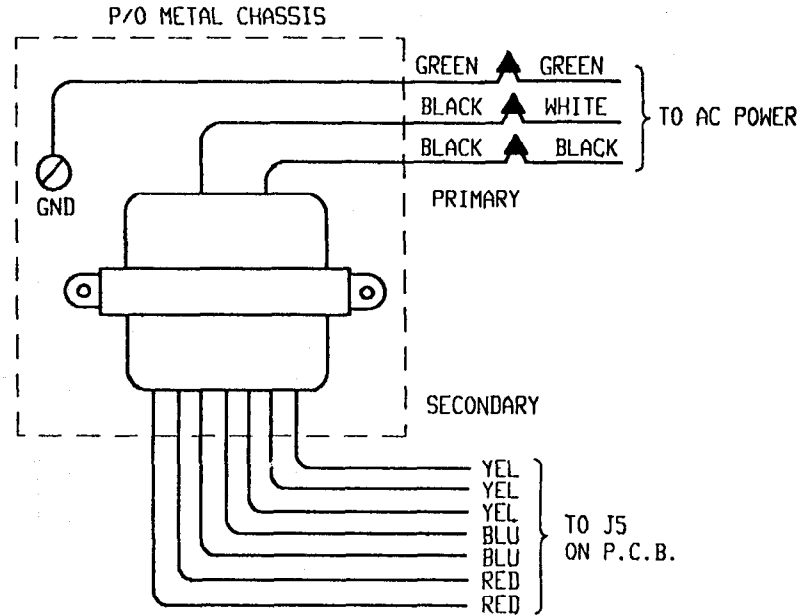 P/O METAL CHASSIS
GREEN GREEN
BLACK WHITE
TO AC POWER
BLACK BLACK
GND
PRIMARY
SECONDARY
YEL
YEL
YEL
BLU
BLU
RED
RED
TO J5
ON P.C.B.